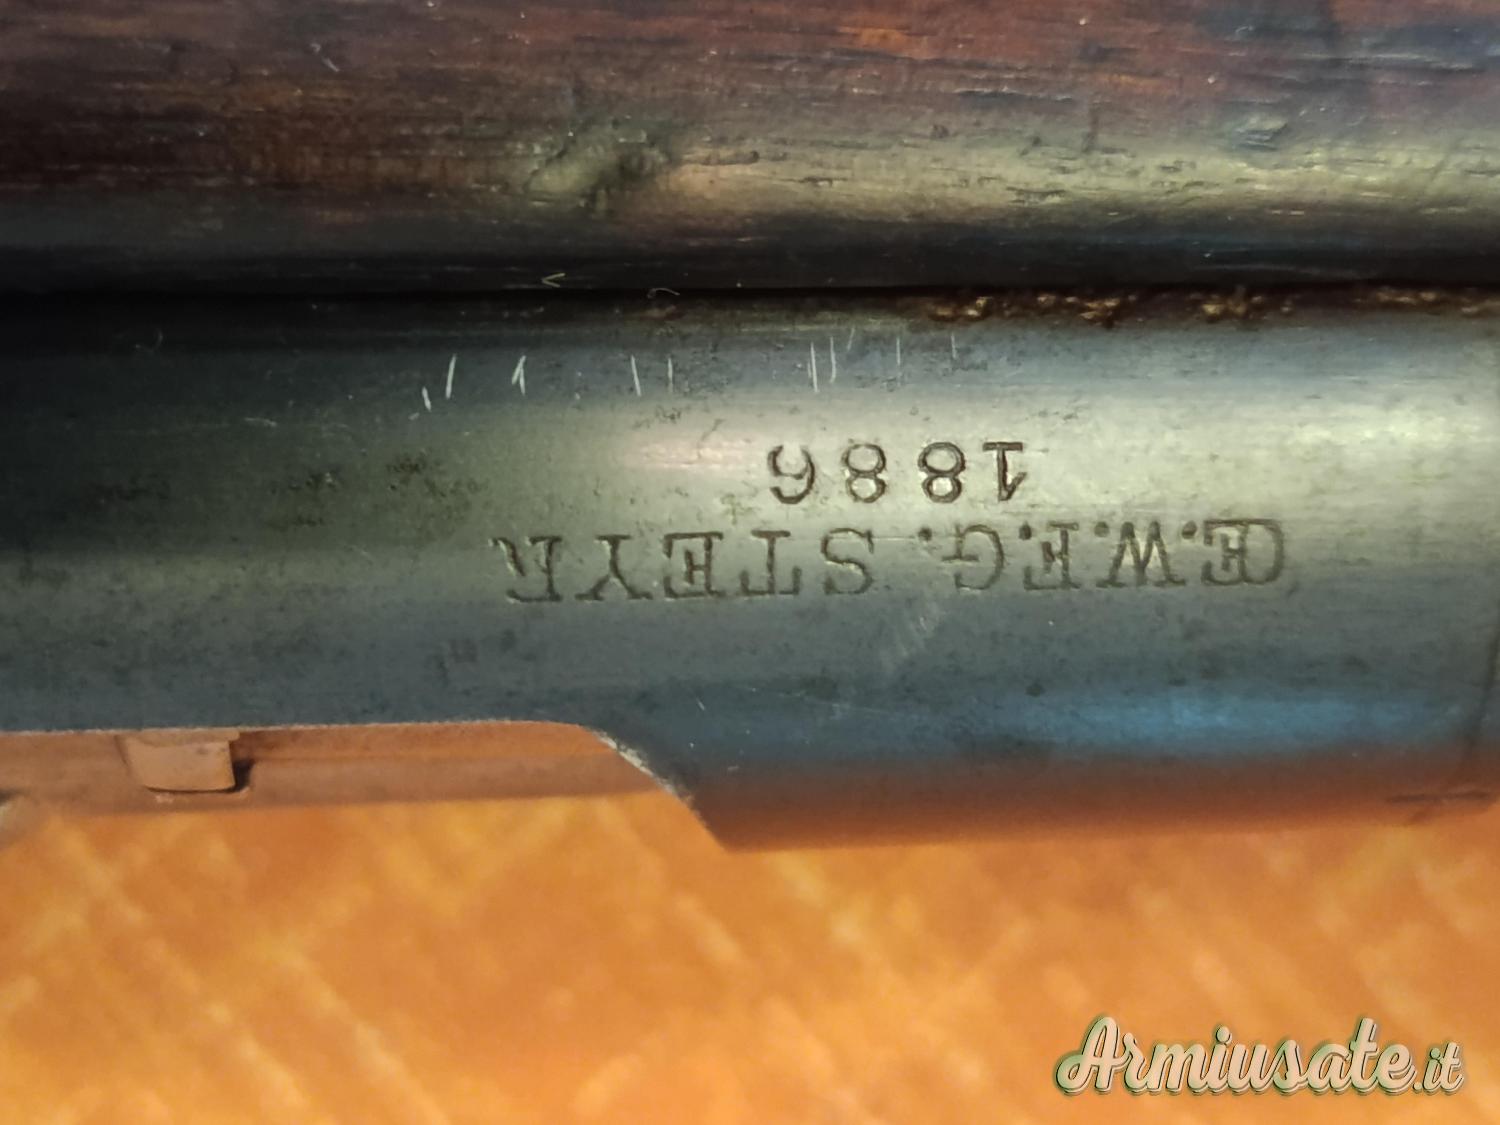 Œ.W.F.G. STEYR
1886
Armiusate.it